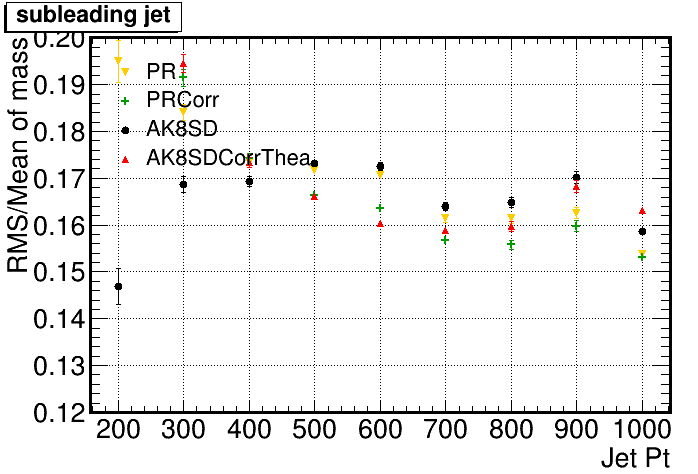 subleading jet
RMS/Mean of mass
0.20
0.19
0.18
0.17
0.16
0.15
0.14
0.13
0.12
PR
PRCorr
AK8SD
AK8SDCorrThea
200 300 400 500 600 700 800 900 1000
Jet Pt